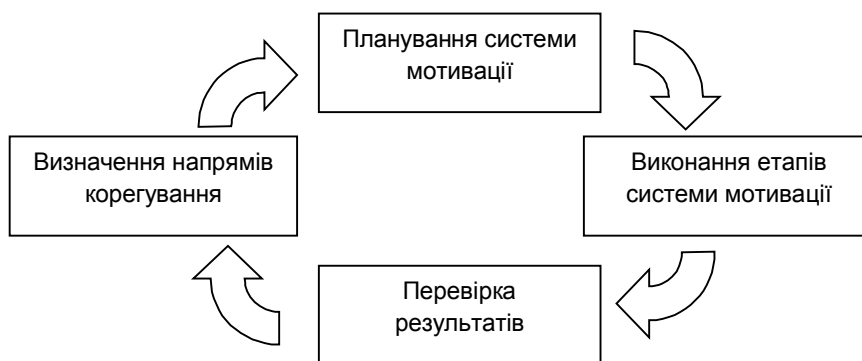 Планування системи
мотивації
Визначення напрямів
корегування
Виконання етапів
системи мотивації
Перевірка
результатів